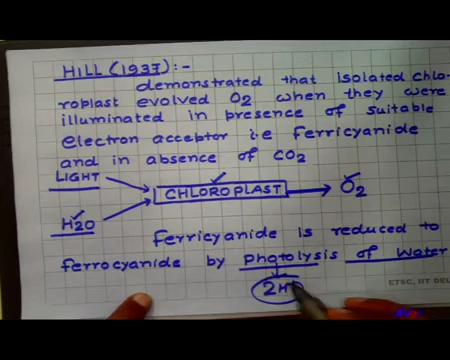 HILL (1937):-
demonstrated that isolated chlo-
roplast evolved O2 when they were
illuminated in presence of suitable
electron acceptor i.e ferricyanide
and in absence of CO2
LIGHT
CHLOROPLAST O2
H2O
Ferricyanide is reduced to
ferrocyanide by photolysis of Water
2H
ETSC, IIT DEL